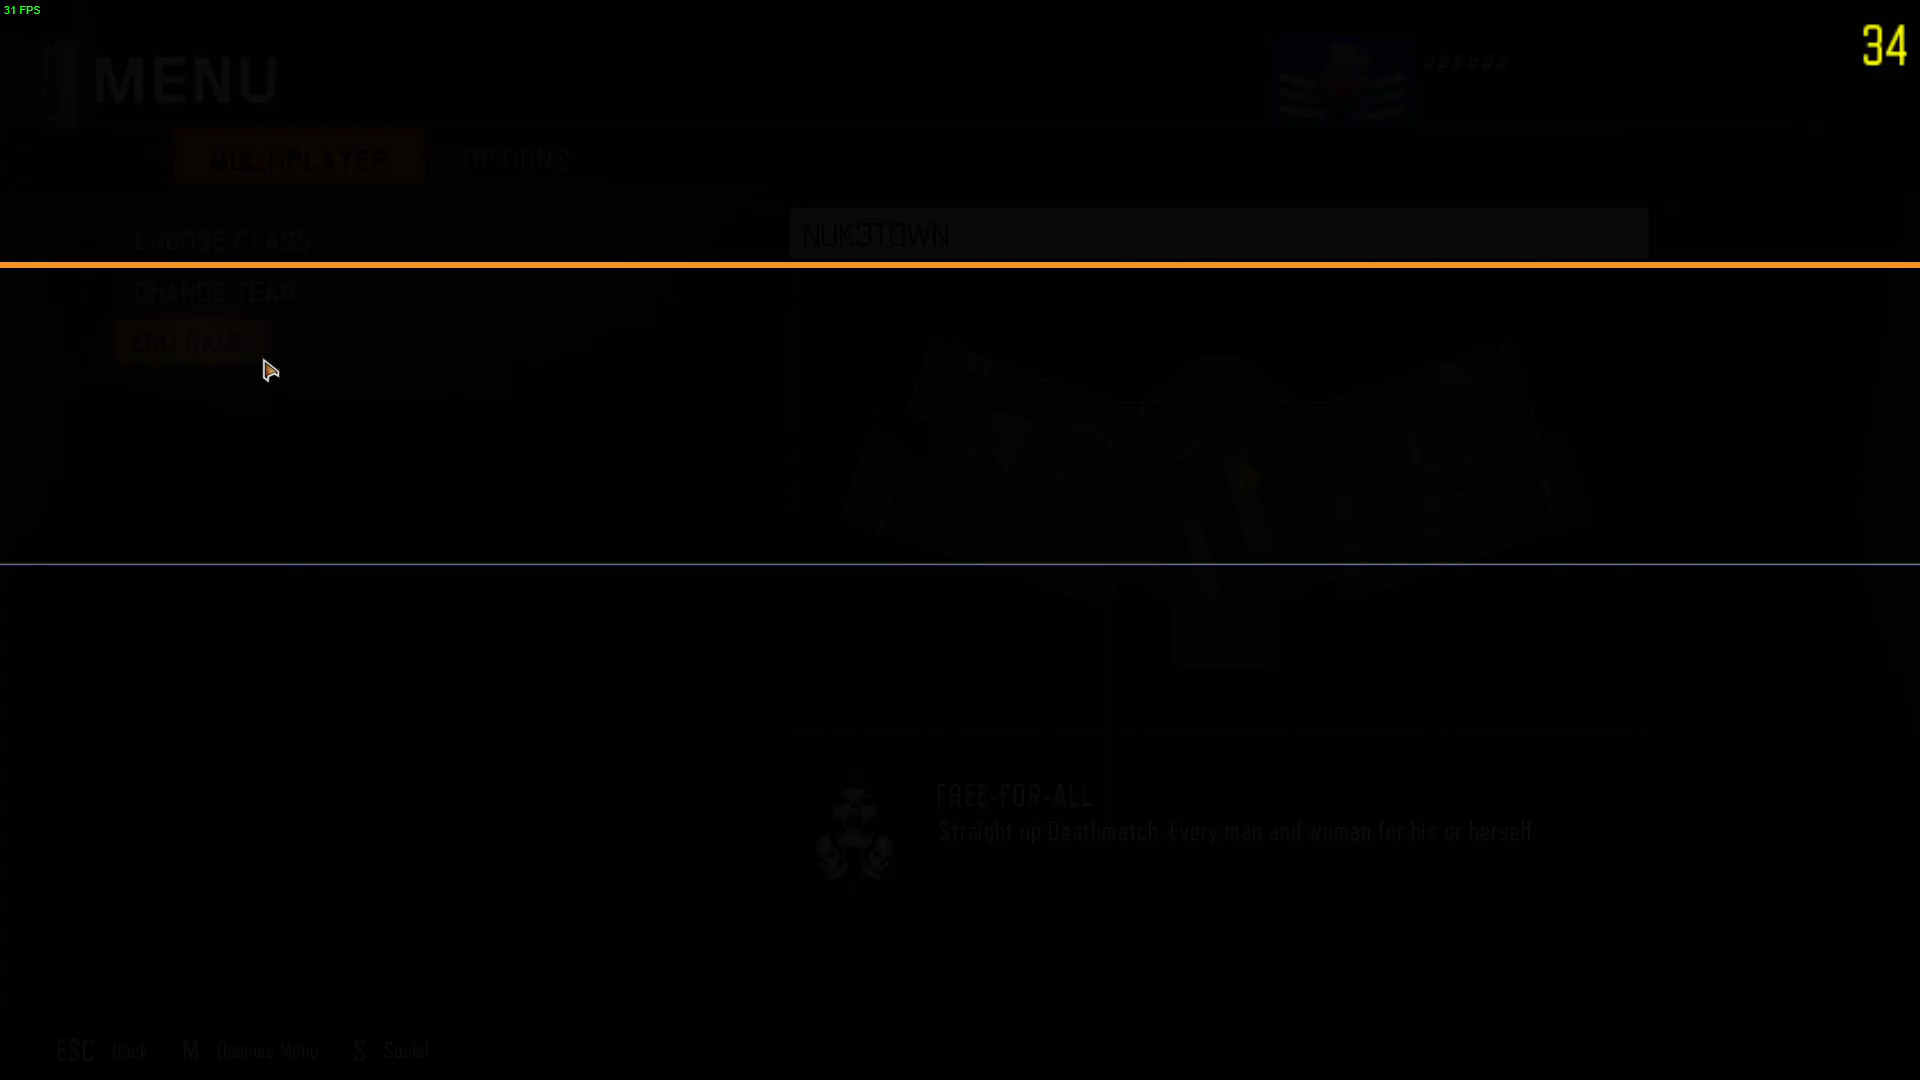 31 FPS
34
MENU
######
MULTIPLAYER OPTIONS
CHOOSE CLASS
NUK3TOWN
CHANGE TEAM
END GAME
FREE-FOR-ALL
Straight up Deathmatch. Every man and woman for his or herself
ESC Back M Dismiss Menu S Social